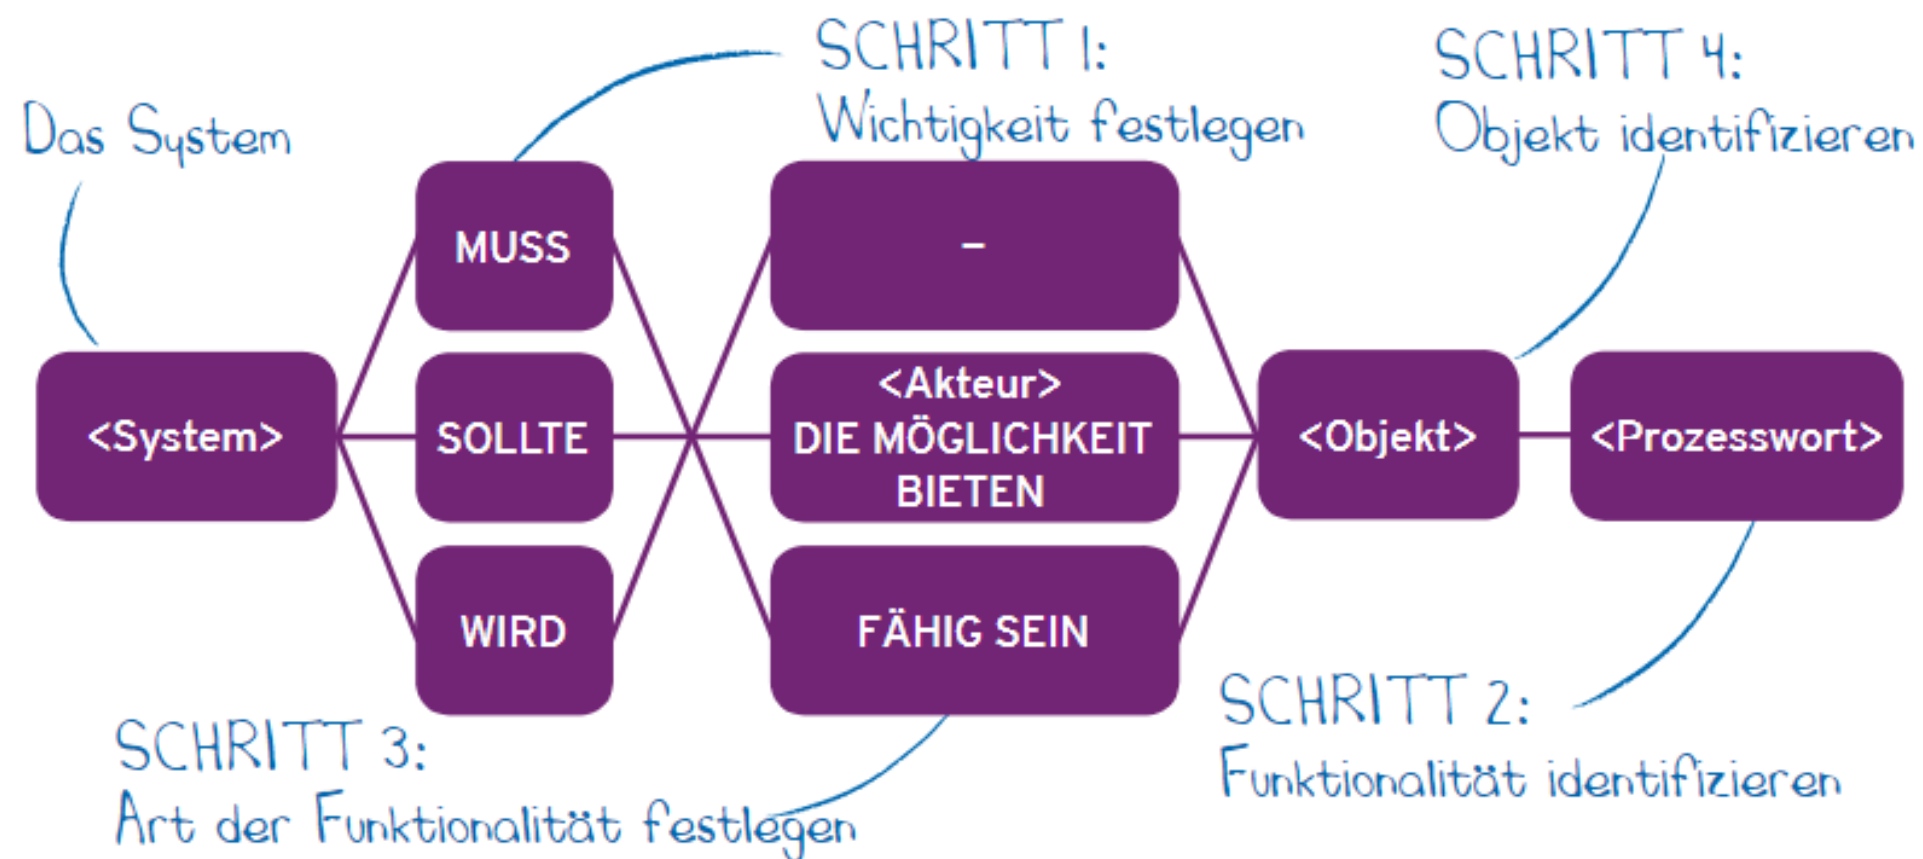 Das System
SCHRITT 1:
Wichtigkeit festlegen
SCHRITT 4:
Objekt identifizieren
<System>
MUSS
SOLLTE
WIRD
–
<Akteur>
DIE MÖGLICHKEIT
BIETEN
FÄHIG SEIN
<Objekt>
<Prozesswort>
SCHRITT 3:
Art der Funktionalität festlegen
SCHRITT 2:
Funktionalität identifizieren